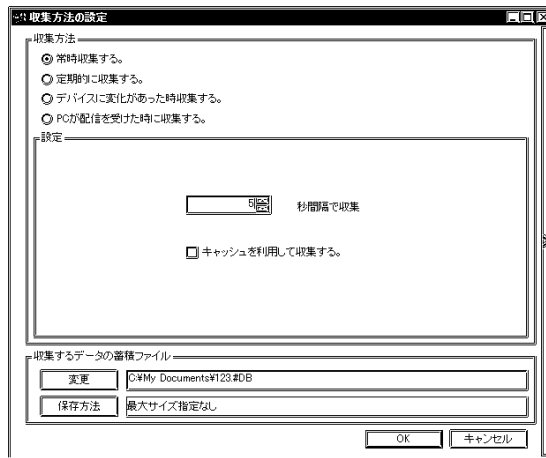 収集方法の設定
収集方法
常時収集する。
定期的に収集する。
デバイスに変化があった時収集する。
PCが配信を受けた時に収集する。
設定
5 秒間隔で収集
キャッシュを利用して収集する。
収集するデータの蓄積ファイル
変更 C:¥My Documents¥123.#DB
保存方法 最大サイズ指定なし
OK キャンセル